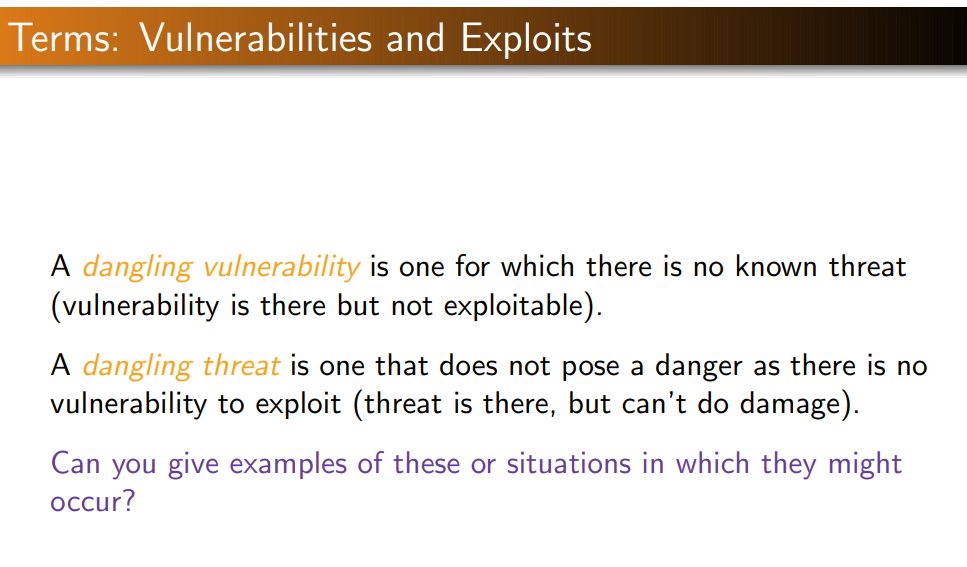 Terms: Vulnerabilities and Exploits
A dangling vulnerability is one for which there is no known threat
(vulnerability is there but not exploitable).
A dangling threat is one that does not pose a danger as there is no
vulnerability to exploit (threat is there, but can't do damage).
Can you give examples of these or situations in which they might
occur?